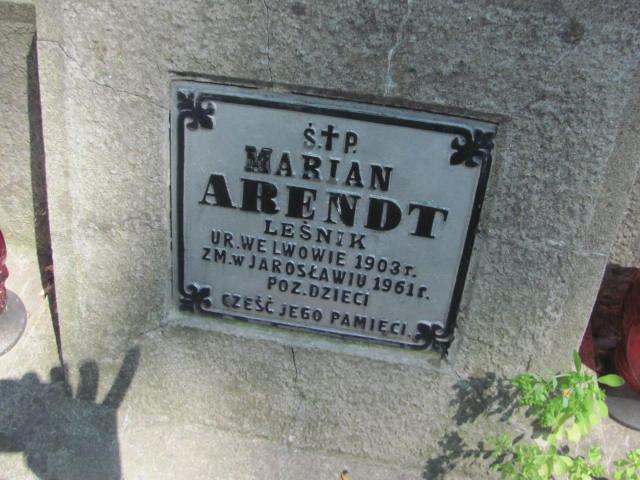 Ś.✝P.
MARIAN
ARENDT
LEŚNIK
UR. WE LWOWIE 1903 r.
ZM. W JAROSŁAWIU 1961 r.
POZ. DZIECI
CZEŚĆ JEGO PAMIĘCI.